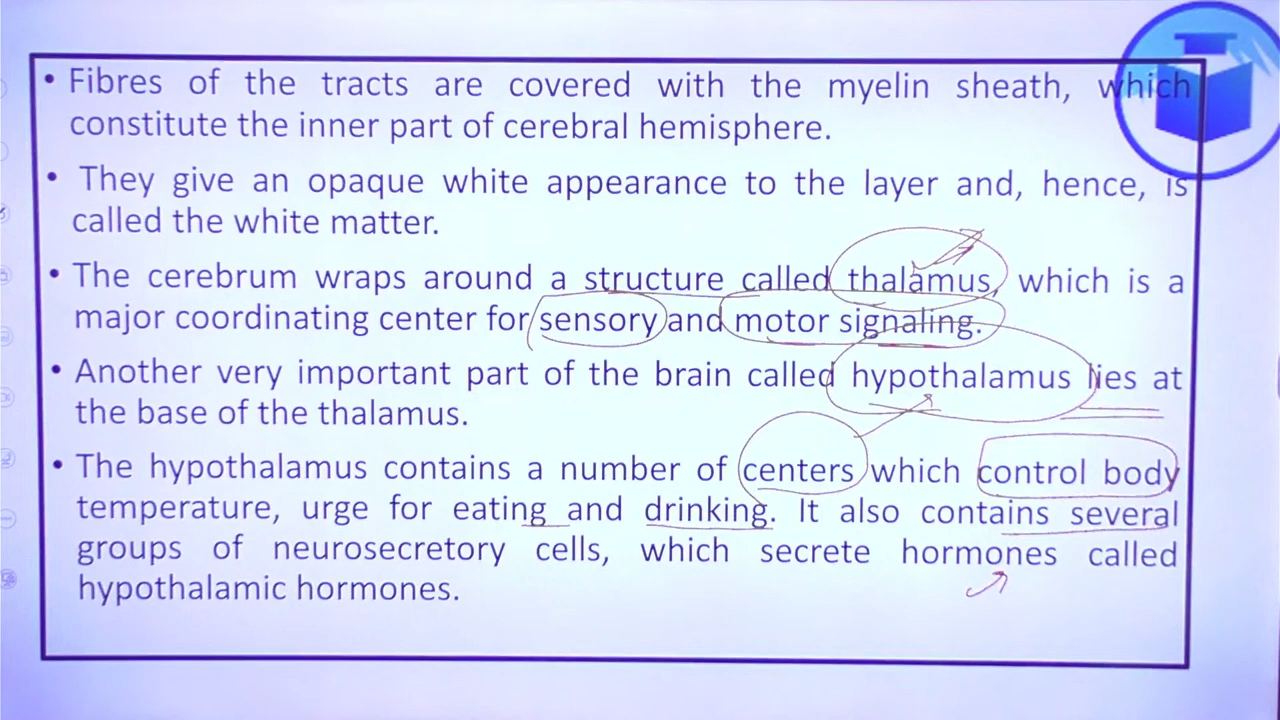 • Fibres of the tracts are covered with the myelin sheath, which
constitute the inner part of cerebral hemisphere.
• They give an opaque white appearance to the layer and, hence, is
called the white matter.
• The cerebrum wraps around a structure called thalamus, which is a
major coordinating center for sensory and motor signaling.
• Another very important part of the brain called hypothalamus lies at
the base of the thalamus.
• The hypothalamus contains a number of centers which control body
temperature, urge for eating and drinking. It also contains several
groups of neurosecretory cells, which secrete hormones called
hypothalamic hormones.